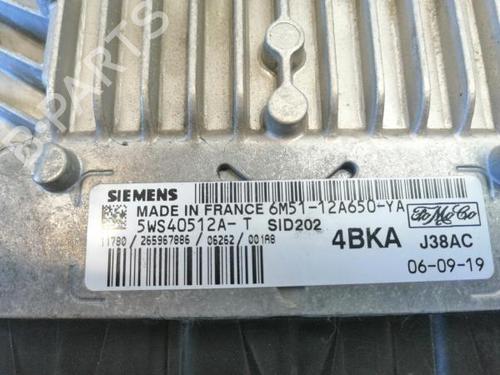 B-PARTS
SIEMENS
MADE IN FRANCE 6M51-12A650-YA
5WS40512A-T SID202
FoMoCo
11780 / 265967886 / 06262 / 001A8
4BKA J38AC
06-09-19